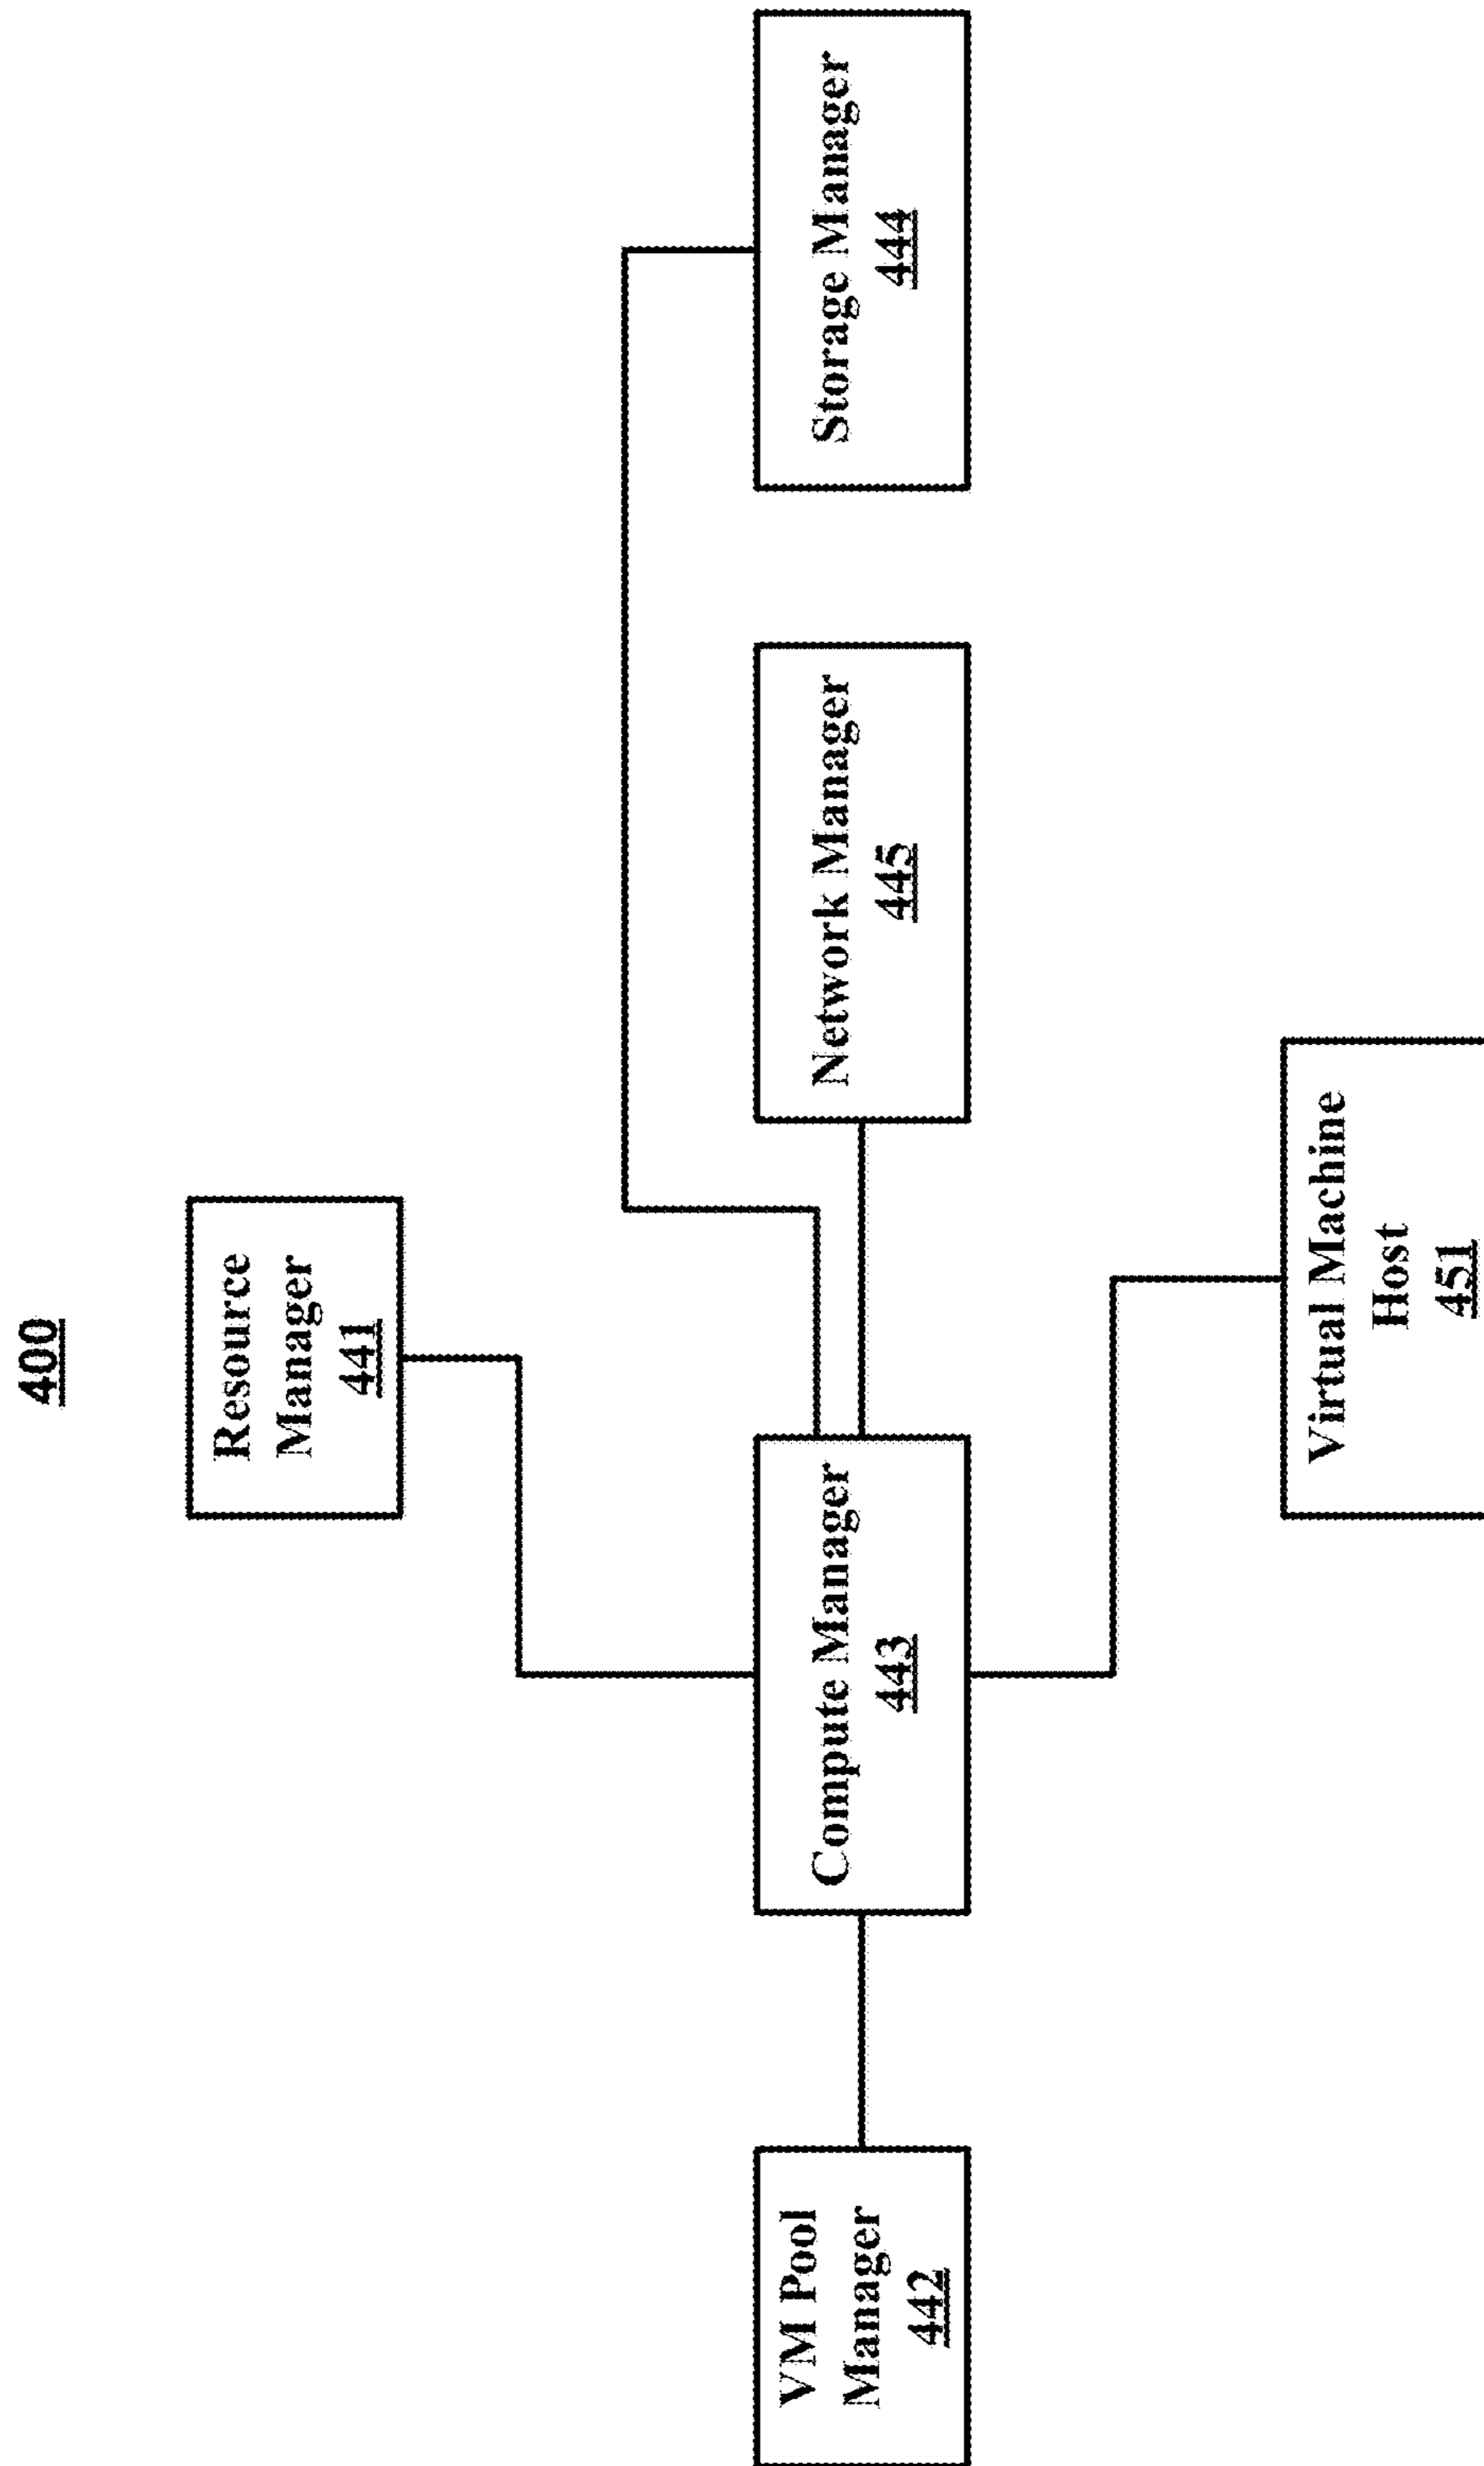 400
Resource
Manager
441
VM Pool
Manager
442
Compute Manager
443
Network Manager
445
Storage Manager
444
Virtual Machine
Host
451